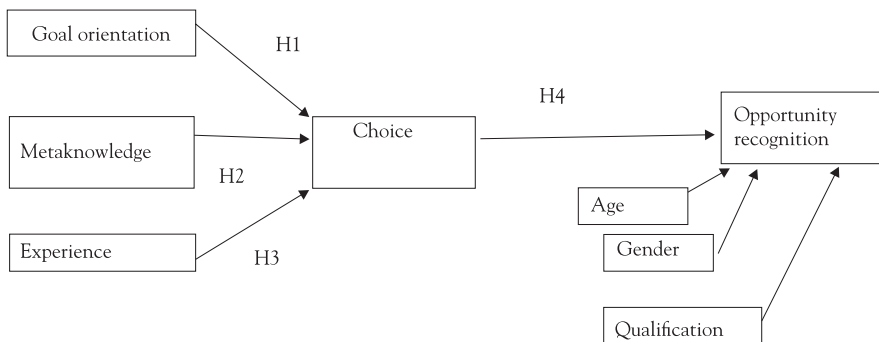 Goal orientation
H1
H4
Choice
Opportunity
recognition
Metaknowledge
H2
Age
Experience
H3
Gender
Qualification